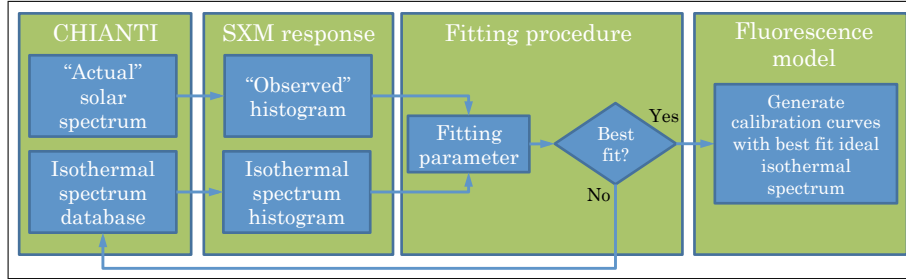 CHIANTI
"Actual"
solar
spectrum
Isothermal
spectrum
database
SXM response
"Observed"
histogram
Isothermal
spectrum
histogram
Fitting procedure
Fitting
parameter
Best
fit?
Yes
No
Fluorescence
model
Generate
calibration curves
with best fit ideal
isothermal
spectrum